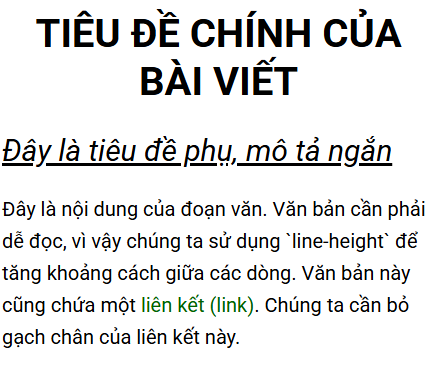 TIÊU ĐỀ CHÍNH CỦA
BÀI VIẾT
Đây là tiêu đề phụ, mô tả ngắn
Đây là nội dung của đoạn văn. Văn bản cần phải
dễ đọc, vì vậy chúng ta sử dụng `line-height` để
tăng khoảng cách giữa các dòng. Văn bản này
cũng chứa một liên kết (link). Chúng ta cần bỏ
gạch chân của liên kết này.